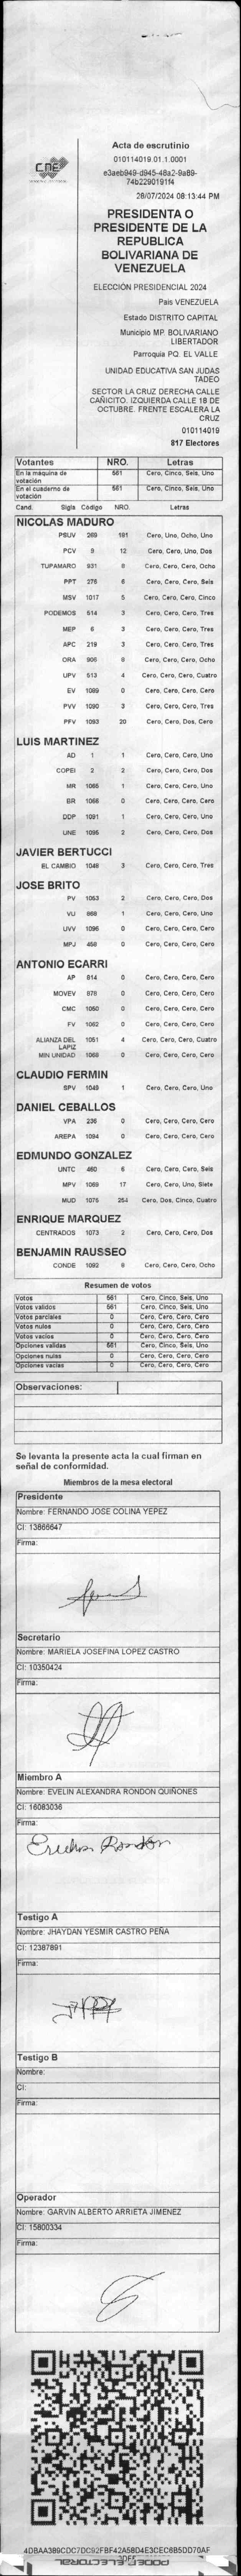 CNE
Acta de escrutinio
010114019.01.1.0001
e3aeb949-d945-48a2-9a89-
74b2290191f4
28/07/2024 08:13:44 PM
PRESIDENTA O
PRESIDENTE DE LA
REPUBLICA
BOLIVARIANA DE
VENEZUELA
ELECCIÓN PRESIDENCIAL 2024
País VENEZUELA
Estado DISTRITO CAPITAL
Municipio MP. BOLIVARIANO
LIBERTADOR
Parroquia PQ. EL VALLE
UNIDAD EDUCATIVA SAN JUDAS
TADEO
SECTOR LA CRUZ DERECHA CALLE
CAÑICITO. IZQUIERDA CALLE 18 DE
OCTUBRE. FRENTE ESCALERA LA
CRUZ
010114019
817 Electores
Votantes NRO. Letras
En la máquina de votación 561 Cero, Cinco, Seis, Uno
En el cuaderno de votación 561 Cero, Cinco, Seis, Uno
Cand. Sigls Código NRO. Letras
NICOLAS MADURO
PSUV 269 181 Cero, Uno, Ocho, Uno
PCV 9 12 Cero, Cero, Uno, Dos
TUPAMARO 931 8 Cero, Cero, Cero, Ocho
PPT 276 6 Cero, Cero, Cero, Seis
MSV 1017 5 Cero, Cero, Cero, Cinco
PODEMOS 514 3 Cero, Cero, Cero, Tres
MEP 6 3 Cero, Cero, Cero, Tres
APC 219 3 Cero, Cero, Cero, Tres
ORA 906 8 Cero, Cero, Cero, Ocho
UPV 513 4 Cero, Cero, Cero, Cuatro
EV 1089 0 Cero, Cero, Cero, Cero
PVV 1090 3 Cero, Cero, Cero, Tres
PFV 1093 20 Cero, Cero, Dos, Cero
LUIS MARTINEZ
AD 1 1 Cero, Cero, Cero, Uno
COPEI 2 2 Cero, Cero, Cero, Dos
MR 1065 1 Cero, Cero, Cero, Uno
BR 1066 0 Cero, Cero, Cero, Cero
DDP 1091 1 Cero, Cero, Cero, Uno
UNE 1095 2 Cero, Cero, Cero, Dos
JAVIER BERTUCCI
EL CAMBIO 1048 3 Cero, Cero, Cero, Tres
JOSE BRITO
PV 1053 2 Cero, Cero, Cero, Dos
VU 868 1 Cero, Cero, Cero, Uno
UVV 1096 0 Cero, Cero, Cero, Cero
MPJ 458 0 Cero, Cero, Cero, Cero
ANTONIO ECARRI
AP 814 0 Cero, Cero, Cero, Cero
MOVEV 878 0 Cero, Cero, Cero, Cero
CMC 1050 0 Cero, Cero, Cero, Cero
FV 1062 0 Cero, Cero, Cero, Cero
ALIANZA DEL LAPIZ 1051 4 Cero, Cero, Cero, Cuatro
MIN UNIDAD 1068 0 Cero, Cero, Cero, Cero
CLAUDIO FERMIN
SPV 1049 1 Cero, Cero, Cero, Uno
DANIEL CEBALLOS
VPA 236 0 Cero, Cero, Cero, Cero
AREPA 1094 0 Cero, Cero, Cero, Cero
EDMUNDO GONZALEZ
UNTC 460 6 Cero, Cero, Cero, Seis
MPV 1069 17 Cero, Cero, Uno, Siete
MUD 1075 254 Cero, Dos, Cinco, Cuatro
ENRIQUE MARQUEZ
CENTRADOS 1073 2 Cero, Cero, Cero, Dos
BENJAMIN RAUSSEO
CONDE 1092 8 Cero, Cero, Cero, Ocho
Resumen de votos
Votos 561 Cero, Cinco, Seis, Uno
Votos validos 561 Cero, Cinco, Seis, Uno
Votos parciales 0 Cero, Cero, Cero, Cero
Votos nulos 0 Cero, Cero, Cero, Cero
Votos vacíos 0 Cero, Cero, Cero, Cero
Opciones validas 561 Cero, Cinco, Seis, Uno
Opciones nulas 0 Cero, Cero, Cero, Cero
Opciones vacias 0 Cero, Cero, Cero, Cero
Observaciones:
Se levanta la presente acta la cual firman en
señal de conformidad.
Miembros de la mesa electoral
Presidente
Nombre: FERNANDO JOSE COLINA YEPEZ
CI: 13866647
Firma:
Secretario
Nombre: MARIELA JOSEFINA LOPEZ CASTRO
CI: 10350424
Firma:
Miembro A
Nombre: EVELIN ALEXANDRA RONDON QUIÑONES
CI: 16083036
Firma:
Evelin Rondón
Testigo A
Nombre: JHAYDAN YESMIR CASTRO PEÑA
CI: 12387891
Firma:
Testigo B
Nombre:
CI:
Firma:
Operador
Nombre: GARVIN ALBERTO ARRIETA JIMENEZ
CI: 15800334
Firma:
4DBAA389CDC7DC92FBF42A58D4E3CEC6B5DD70AF
PODER ELECTORAL